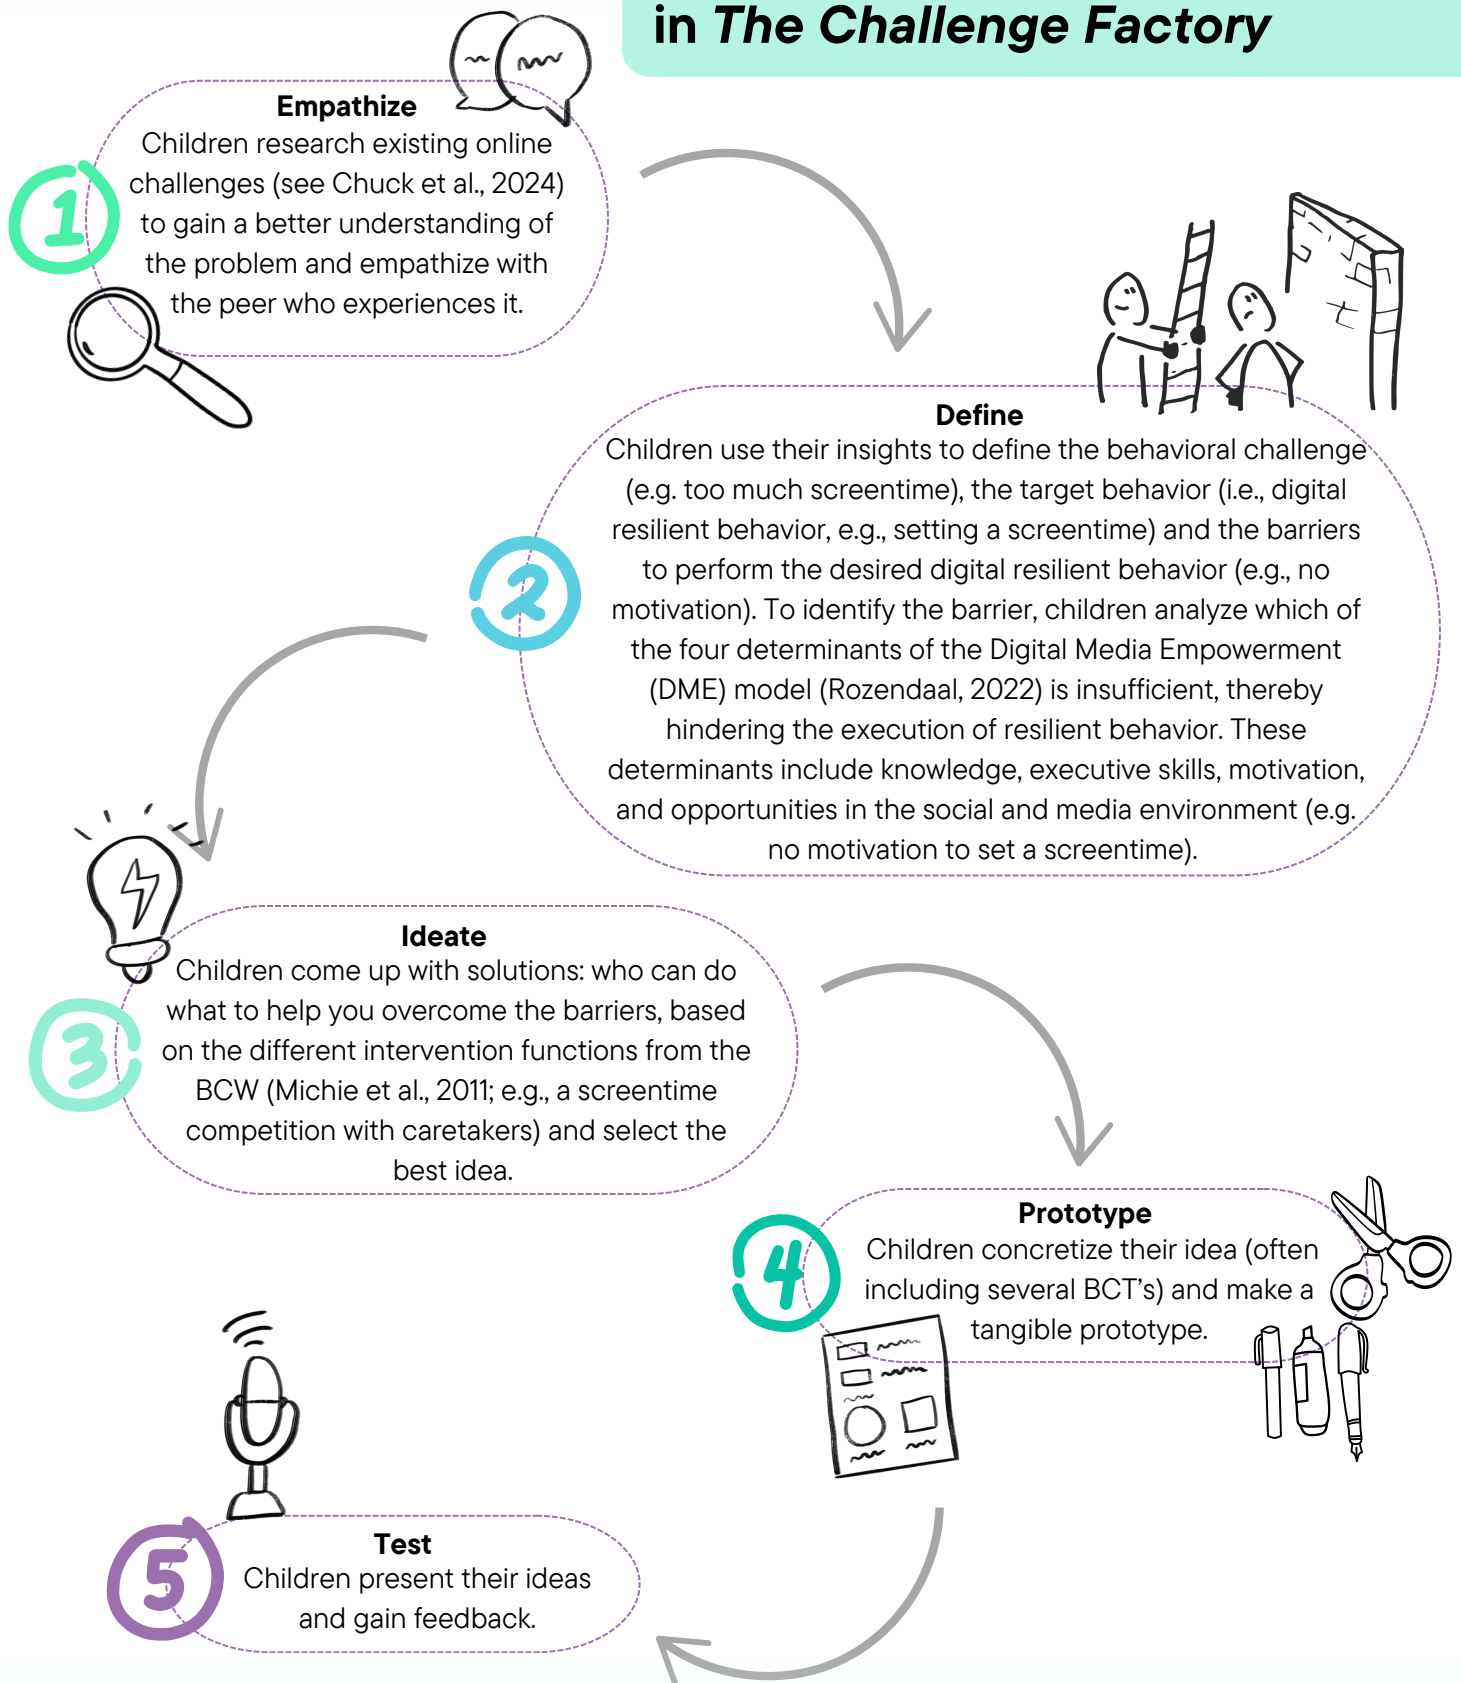 in The Challenge Factory
Empathize
Children research existing online
challenges (see Chuck et al., 2024)
to gain a better understanding of
the problem and empathize with
the peer who experiences it.
1
Define
Children use their insights to define the behavioral challenge
(e.g. too much screentime), the target behavior (i.e., digital
resilient behavior, e.g., setting a screentime) and the barriers
to perform the desired digital resilient behavior (e.g., no
motivation). To identify the barrier, children analyze which of
the four determinants of the Digital Media Empowerment
(DME) model (Rozendaal, 2022) is insufficient, thereby
hindering the execution of resilient behavior. These
determinants include knowledge, executive skills, motivation,
and opportunities in the social and media environment (e.g.
no motivation to set a screentime).
2
Ideate
Children come up with solutions: who can do
what to help you overcome the barriers, based
on the different intervention functions from the
BCW (Michie et al., 2011; e.g., a screentime
competition with caretakers) and select the
best idea.
3
Prototype
Children concretize their idea (often
including several BCT's) and make a
tangible prototype.
4
Test
Children present their ideas
and gain feedback.
5